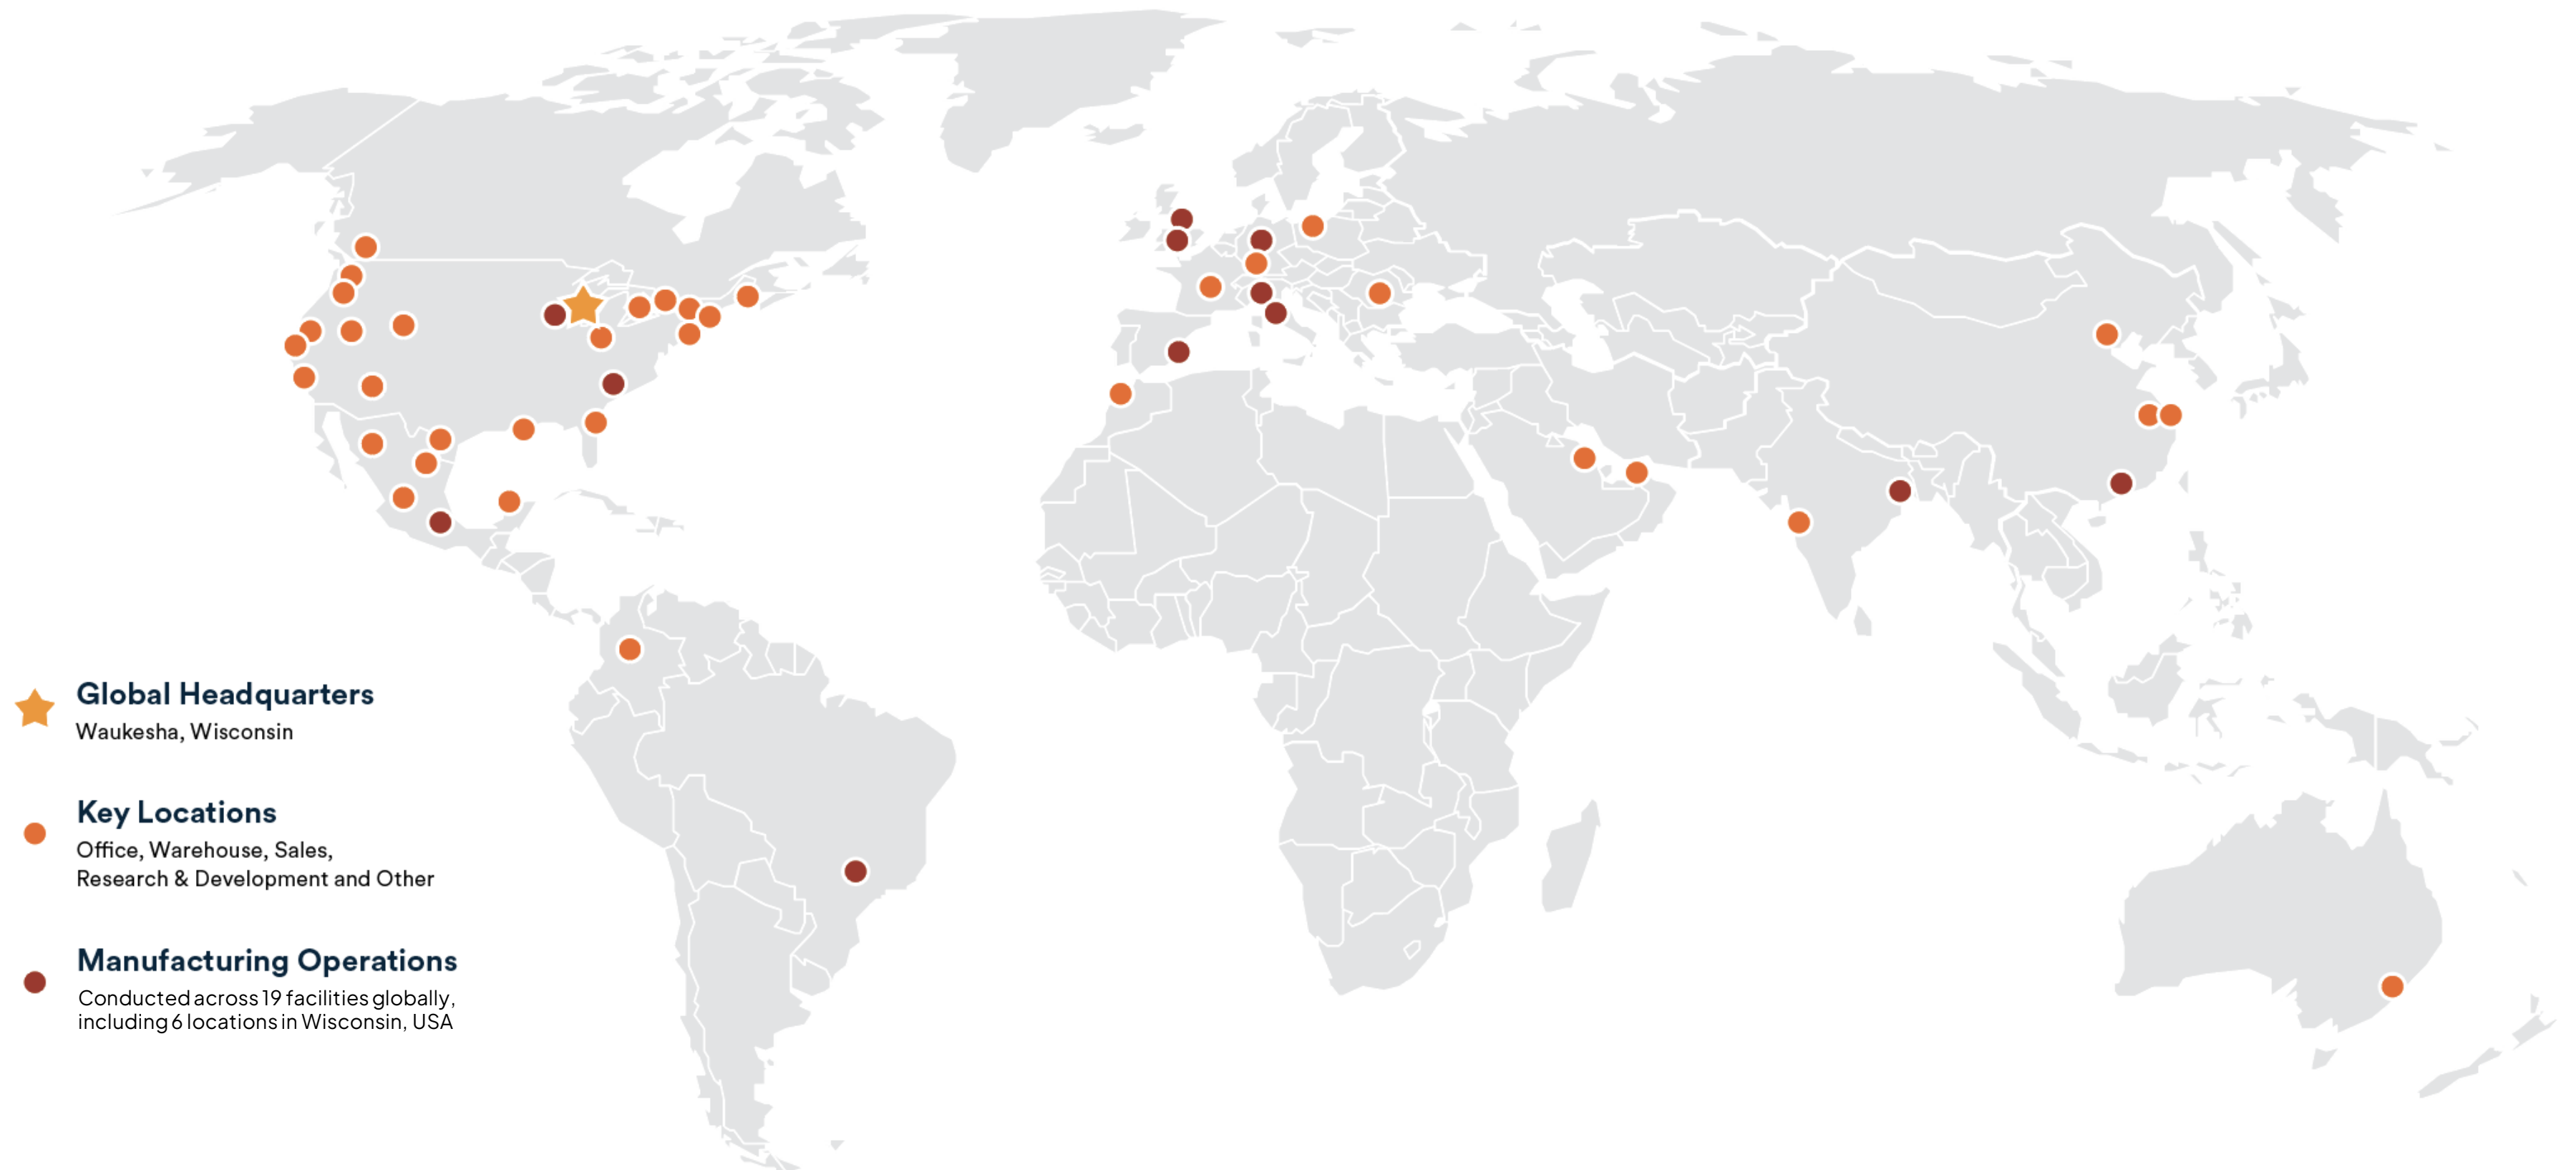 Global Headquarters
Waukesha, Wisconsin
Key Locations
Office, Warehouse, Sales,
Research & Development and Other
Manufacturing Operations
Conducted across 19 facilities globally,
including 6 locations in Wisconsin, USA